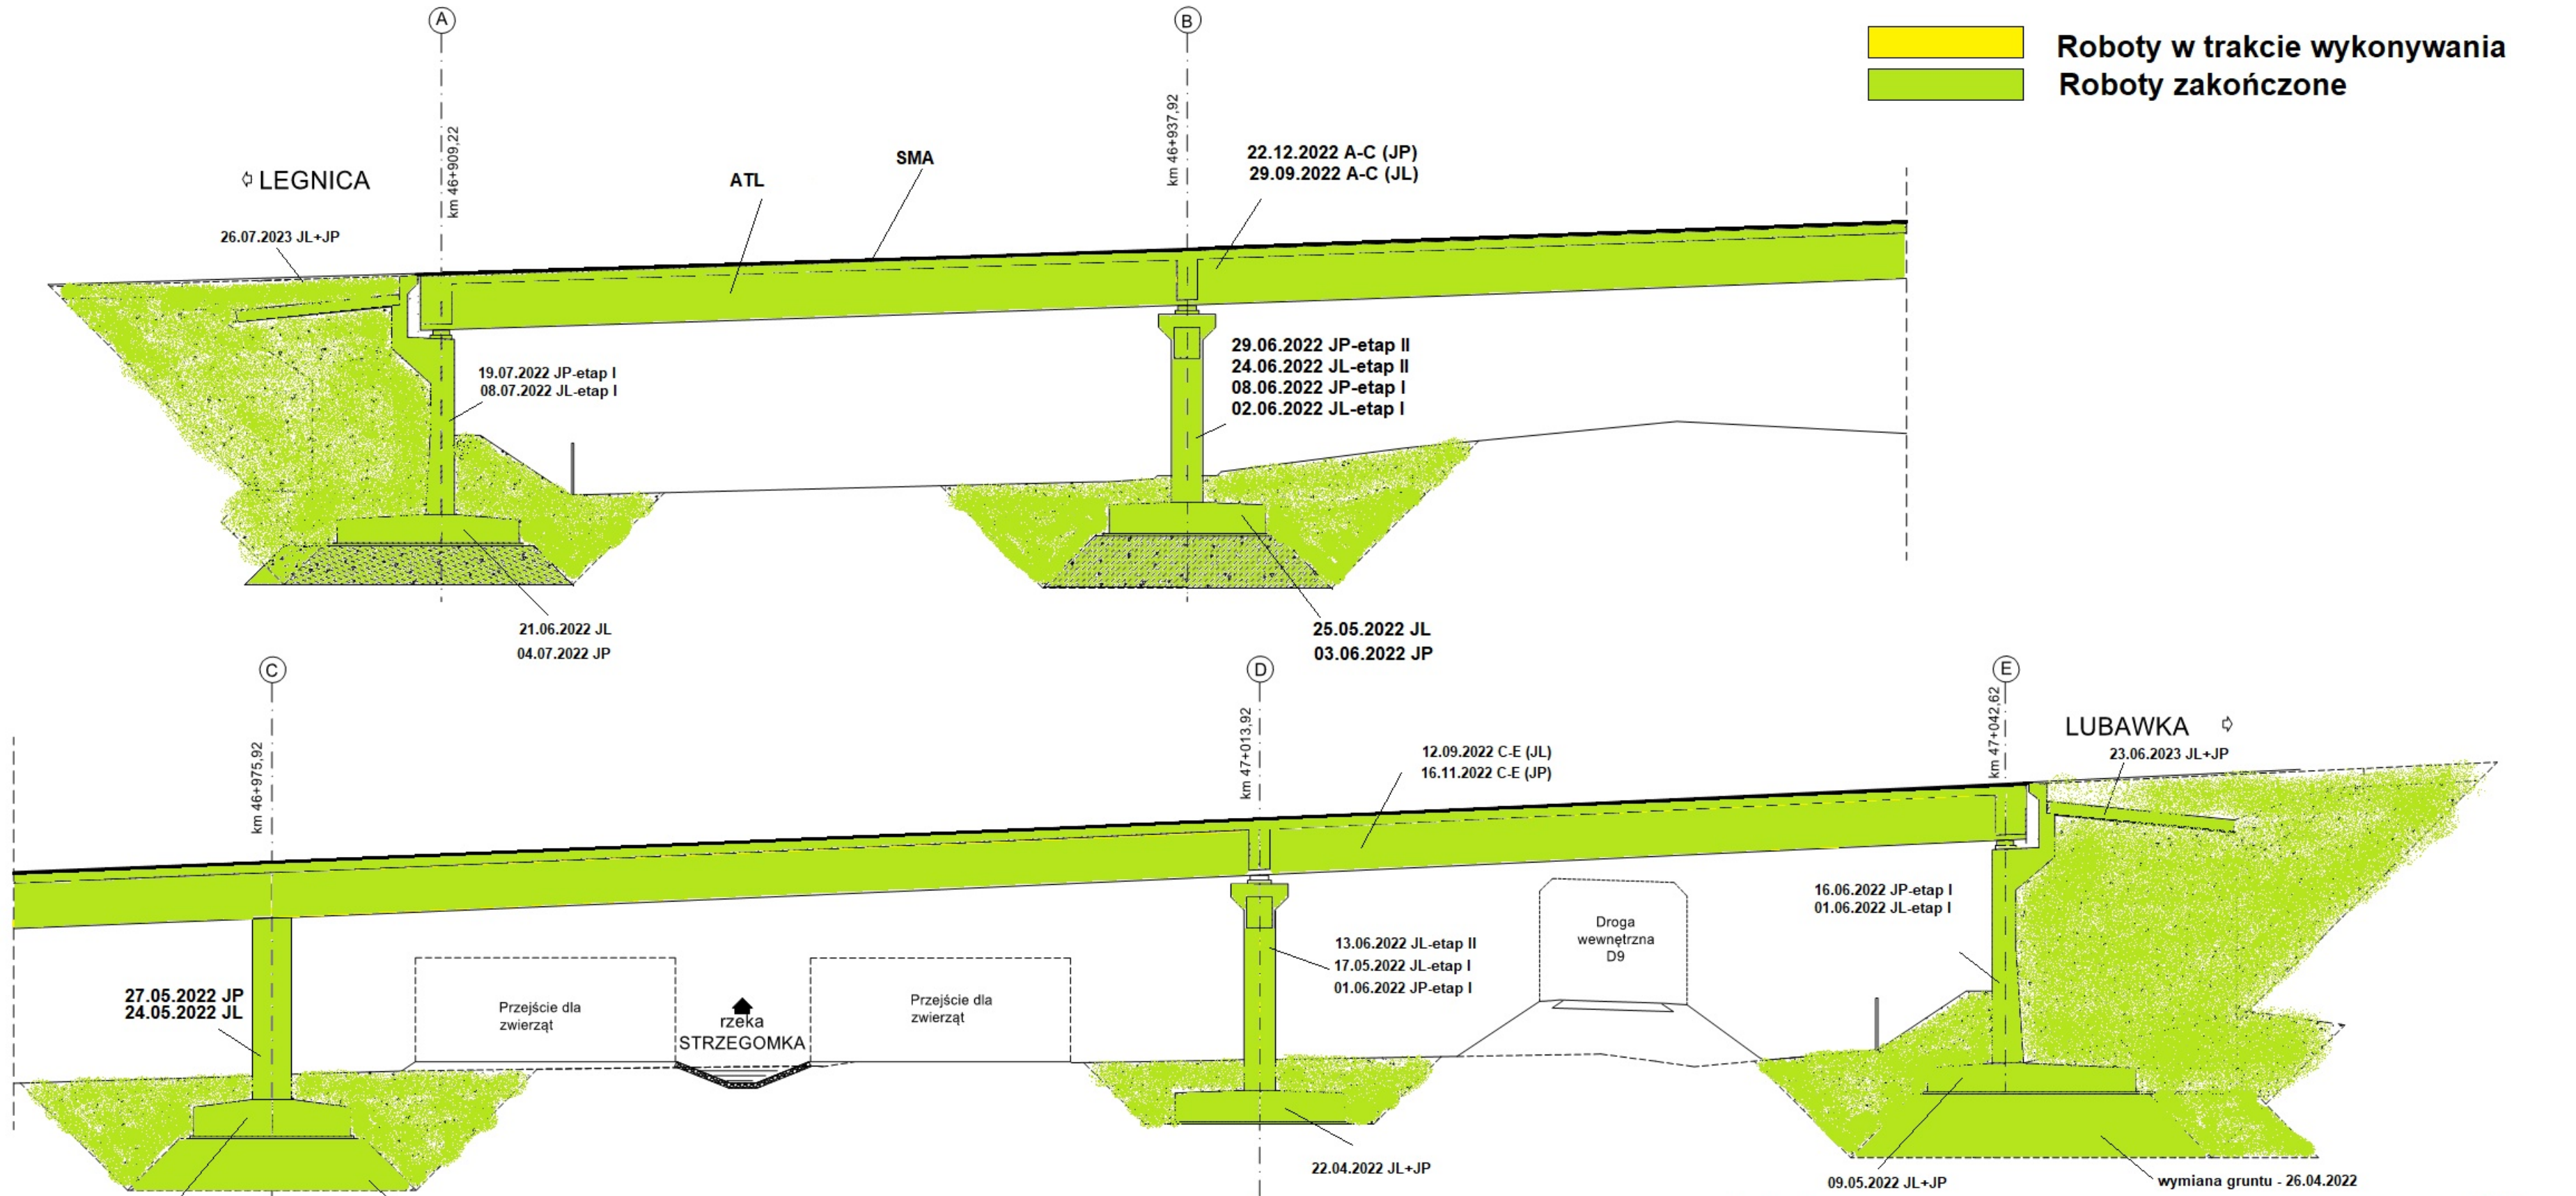 A
B
Roboty w trakcie wykonywania
Roboty zakończone
km 46+909,22
km 46+937,92
LEGNICA
ATL
SMA
22.12.2022 A-C (JP)
29.09.2022 A-C (JL)
26.07.2023 JL+JP
19.07.2022 JP-etap I
08.07.2022 JL-etap I
29.06.2022 JP-etap II
24.06.2022 JL-etap II
08.06.2022 JP-etap I
02.06.2022 JL-etap I
21.06.2022 JL
04.07.2022 JP
25.05.2022 JL
03.06.2022 JP
C
D
E
km 46+975,92
km 47+013,92
km 47+042,62
LUBAWKA
23.06.2023 JL+JP
12.09.2022 C-E (JL)
16.11.2022 C-E (JP)
16.06.2022 JP-etap I
01.06.2022 JL-etap I
Droga
wewnętrzna
D9
13.06.2022 JL-etap II
17.05.2022 JL-etap I
01.06.2022 JP-etap I
27.05.2022 JP
24.05.2022 JL
Przejście dla
zwierząt
rzeka
STRZEGOMKA
Przejście dla
zwierząt
22.04.2022 JL+JP
09.05.2022 JL+JP
wymiana gruntu - 26.04.2022